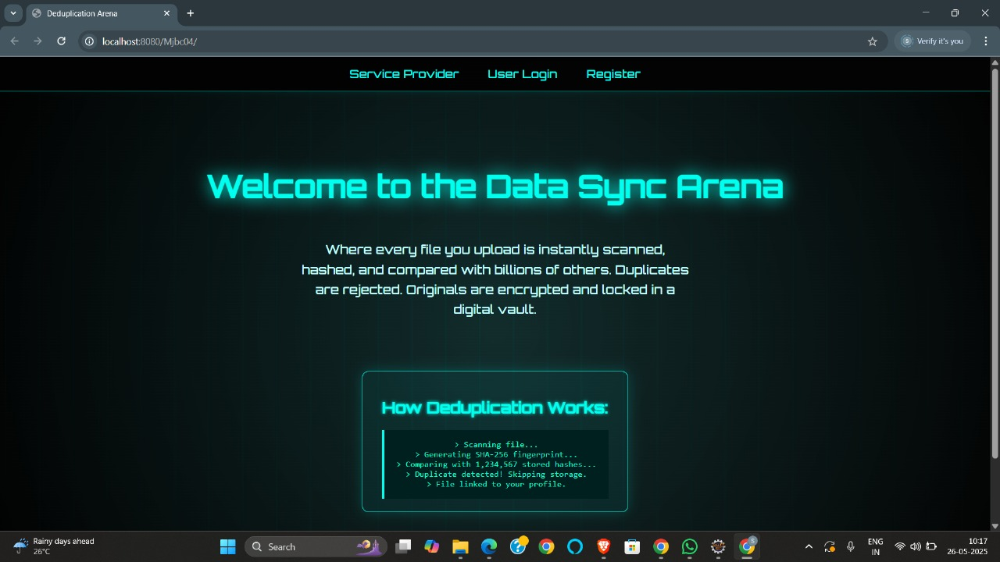 Deduplication Arena
localhost:8080/Mjbc04/
Verify it's you
Service Provider User Login Register
Welcome to the Data Sync Arena
Where every file you upload is instantly scanned,
hashed, and compared with billions of others. Duplicates
are rejected. Originals are encrypted and locked in a
digital vault.
How Deduplication Works:
> Scanning file...
> Generating SHA-256 fingerprint...
> Comparing with 1,234,567 stored hashes...
> Duplicate detected! Skipping storage.
> File linked to your profile.
Rainy days ahead
26°C
Search
ENG
IN
10:17
26-05-2025